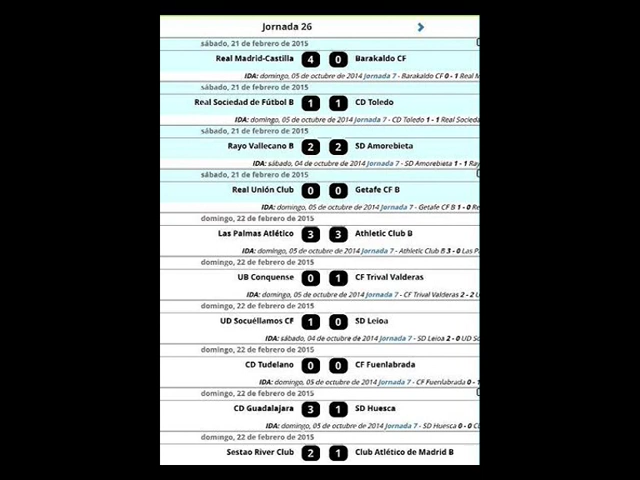 Jornada 26
sábado, 21 de febrero de 2015
Real Madrid-Castilla 4 0 Barakaldo CF
IDA: domingo, 05 de octubre de 2014 Jornada 7 - Barakaldo CF 0 - 1 Real M
sábado, 21 de febrero de 2015
Real Sociedad de Fútbol B 1 1 CD Toledo
IDA: domingo, 05 de octubre de 2014 Jornada 7 - CD Toledo 1 - 1 Real Socieda
sábado, 21 de febrero de 2015
Rayo Vallecano B 2 2 SD Amorebieta
IDA: sábado, 04 de octubre de 2014 Jornada 7 - SD Amorebieta 1 - 1 Ray
sábado, 21 de febrero de 2015
Real Unión Club 0 0 Getafe CF B
IDA: domingo, 05 de octubre de 2014 Jornada 7 - Getafe CF B 1 - 0 Re
domingo, 22 de febrero de 2015
Las Palmas Atlético 3 3 Athletic Club B
IDA: domingo, 05 de octubre de 2014 Jornada 7 - Athletic Club B 3 - 0 Las P
domingo, 22 de febrero de 2015
UB Conquense 0 1 CF Trival Valderas
IDA: domingo, 05 de octubre de 2014 Jornada 7 - CF Trival Valderas 2 - 2 U
domingo, 22 de febrero de 2015
UD Socuéllamos CF 1 0 SD Leioa
IDA: sábado, 04 de octubre de 2014 Jornada 7 - SD Leioa 2 - 0 UD So
domingo, 22 de febrero de 2015
CD Tudelano 0 0 CF Fuenlabrada
IDA: domingo, 05 de octubre de 2014 Jornada 7 - CF Fuenlabrada 0 - 1
domingo, 22 de febrero de 2015
CD Guadalajara 3 1 SD Huesca
IDA: domingo, 05 de octubre de 2014 Jornada 7 - SD Huesca 0 - 0 C
domingo, 22 de febrero de 2015
Sestao River Club 2 1 Club Atlético de Madrid B